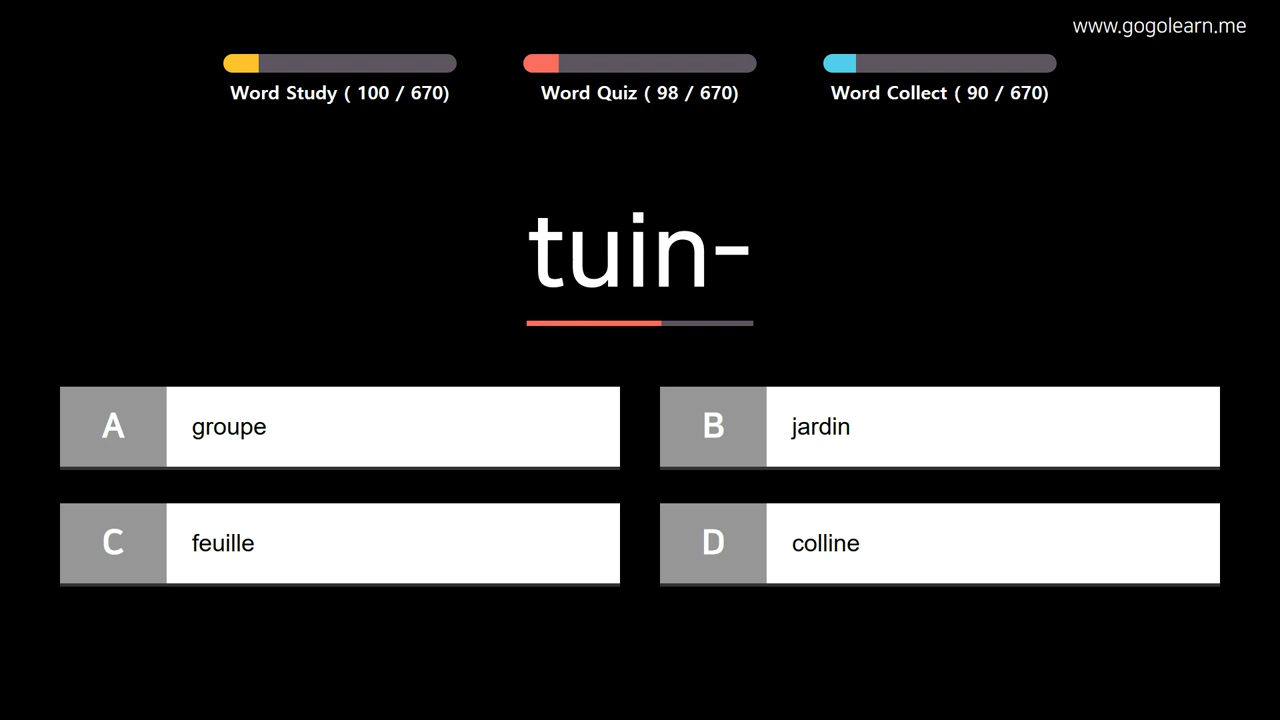 www.gogolearn.me
Word Study ( 100 / 670)
Word Quiz ( 98 / 670)
Word Collect ( 90 / 670)
tuin-
A groupe
B jardin
C feuille
D colline